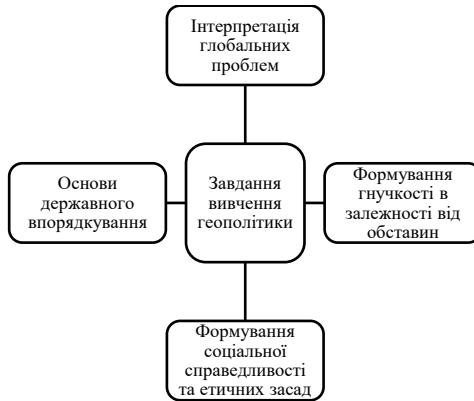 Інтерпретація
глобальних
проблем
Основи
державного
впорядкування
Завдання
вивчення
геополітики
Формування
гнучкості в
залежності від
обставин
Формування
соціальної
справедливості
та етичних засад